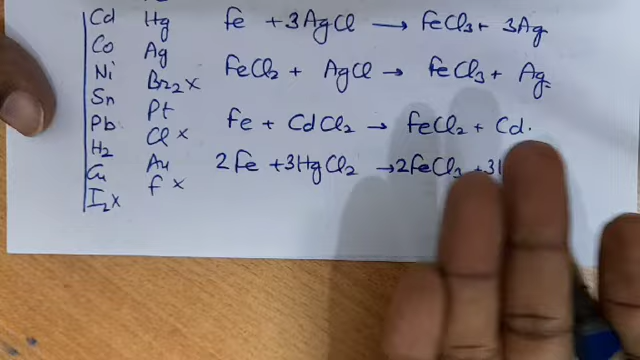 Cd Hg Fe + 3AgCl → FeCl3 + 3Ag
Co Ag
Ni Br2 x FeCl2 + AgCl → FeCl3 + Ag
Sn Pt
Pb Cl x Fe + CdCl2 → FeCl2 + Cd.
H2
Cu Au 2Fe + 3HgCl2 → 2FeCl3 + 3
I2 x F x